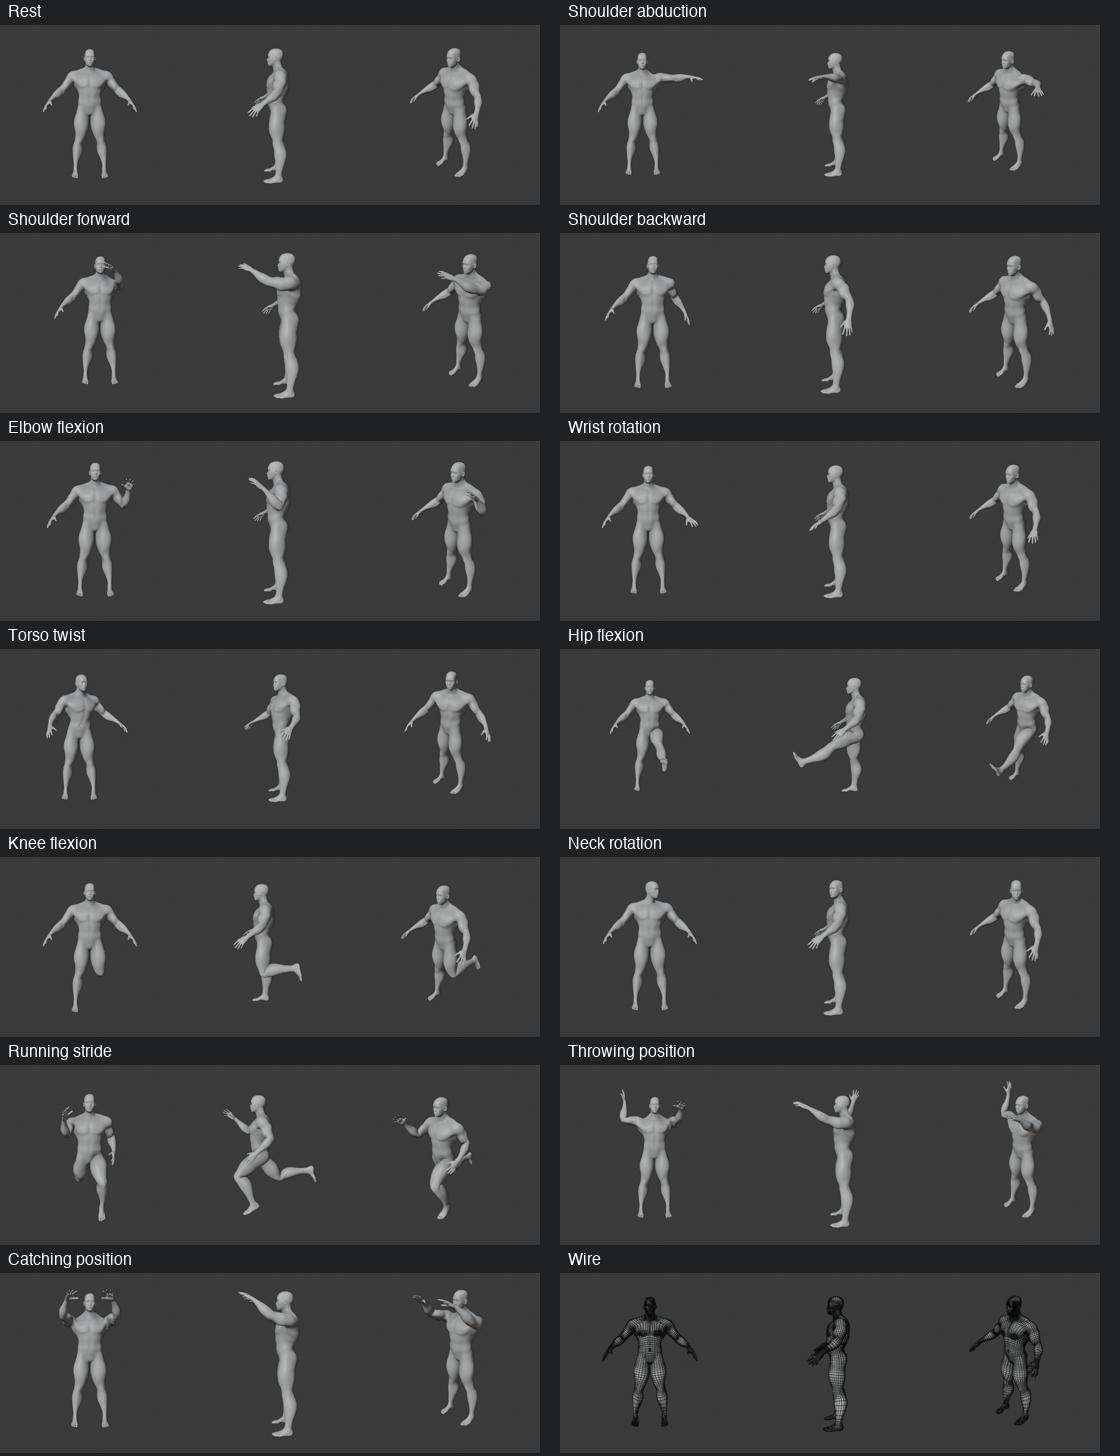 Rest
Shoulder abduction
Shoulder forward
Shoulder backward
Elbow flexion
Wrist rotation
Torso twist
Hip flexion
Knee flexion
Neck rotation
Running stride
Throwing position
Catching position
Wire